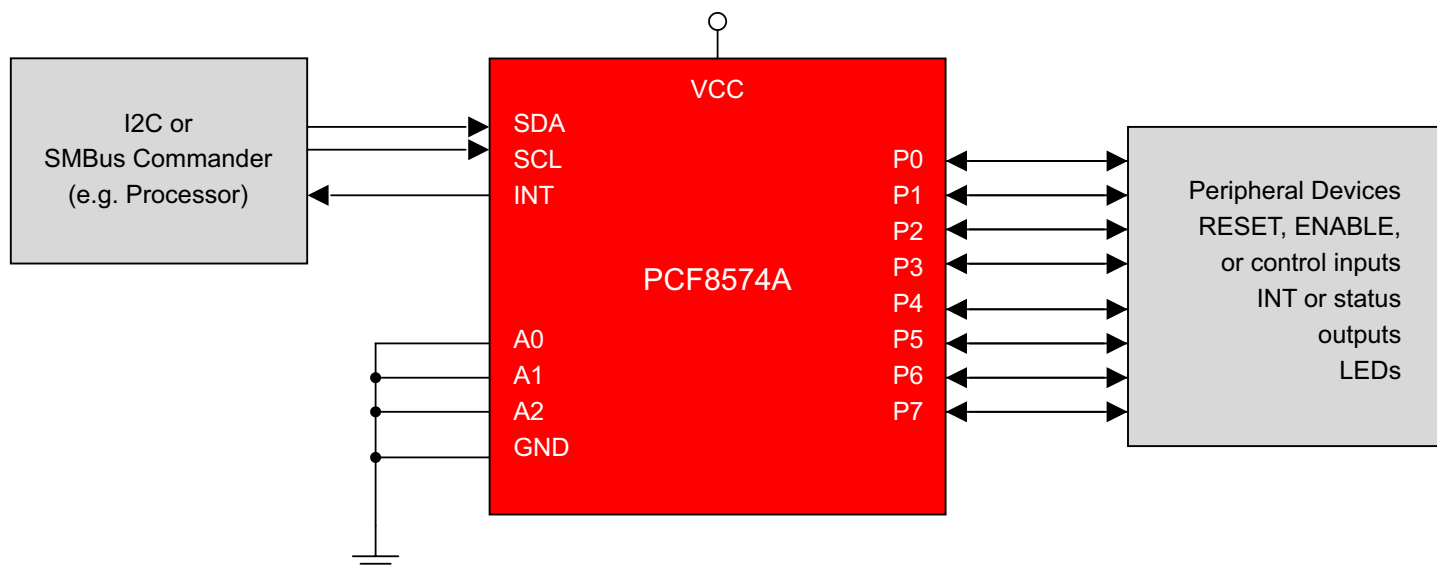 I2C or
SMBus Commander
(e.g. Processor)
VCC
SDA
SCL
INT
A0
A1
A2
GND
PCF8574A
P0
P1
P2
P3
P4
P5
P6
P7
Peripheral Devices
RESET, ENABLE,
or control inputs
INT or status
outputs
LEDs